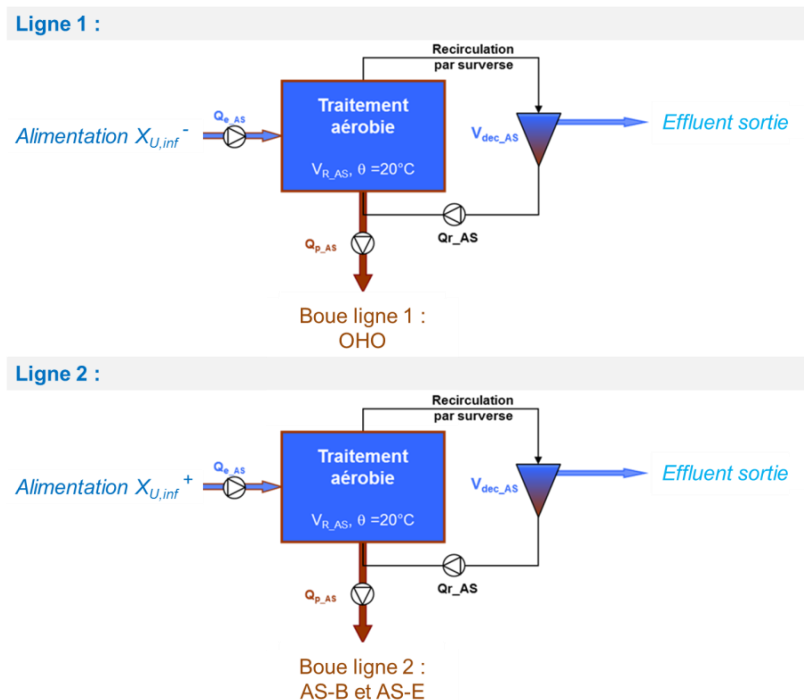 Ligne 1 :
Recirculation
par surverse
Q_e_AS
Traitement
aérobie
Alimentation X_U,inf^-
V_dec_AS
Effluent sortie
V_R_AS, θ =20°C
Q_p_AS
Qr_AS
Boue ligne 1 :
OHO
Ligne 2 :
Recirculation
par surverse
Q_e_AS
Traitement
aérobie
Alimentation X_U,inf^+
V_dec_AS
Effluent sortie
V_R_AS, θ =20°C
Q_p_AS
Qr_AS
Boue ligne 2 :
AS-B et AS-E